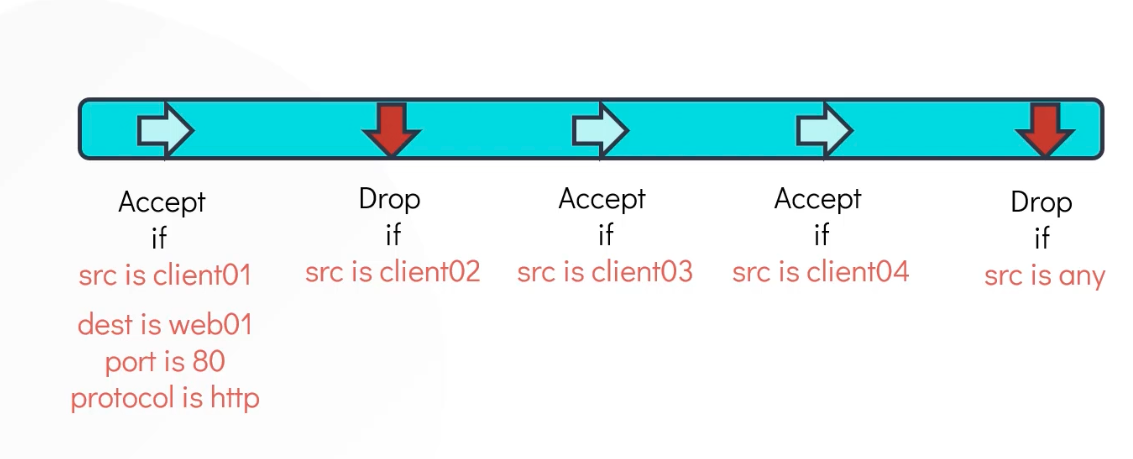 Accept
if
src is client01
dest is web01
port is 80
protocol is http
Drop
if
src is client02
Accept
if
src is client03
Accept
if
src is client04
Drop
if
src is any